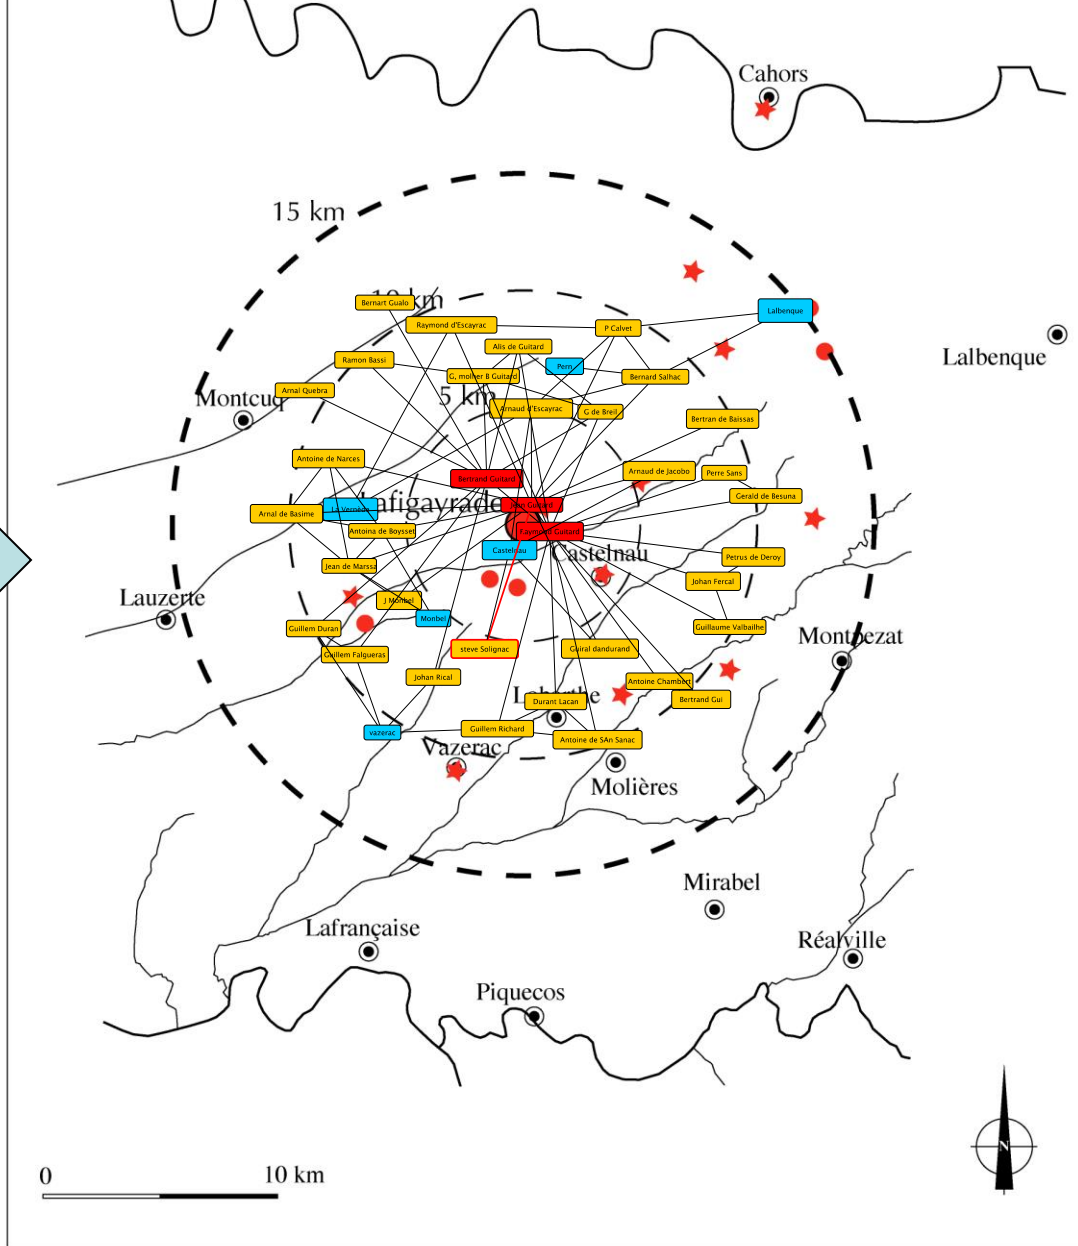 Cahors
15 km
10 km
Bernart Gualo
Lalbenque
Raymond d'Escayrac
P Calvet
Lalbenque
Alis de Guitard
Ramon Bassi
Pern
G, molher B Guitard
Bernard Salhac
Arnal Quebra
Montcuq
5 km
Arnaud d'Escayrac
G de Breil
Bertran de Baissas
Antoine de Narces
Arnaud de Jacobo
Perre Sans
Bertrand Guitard
Gerald de Besuna
Arnal de Basime
Antoina de Boysset
Raymond Guitard
Castelnau
Castelnau
Petrus de Deroy
Jean de Marssa
Johan Fercal
Lauzerte
J Monbel
Monbel
Guillem Duran
Guillaume Valbailhe
Montpezat
steve Solignac
Guiral dandurand
Guillem Falgueras
Johan Rical
Antoine Chambert
Bertrand Gui
Durant Lacan
vazerac
Guillem Richard
Antoine de SAn Sanac
Vazerac
Molières
Mirabel
Lafrançaise
Réalville
Piquecos
N
0
10 km